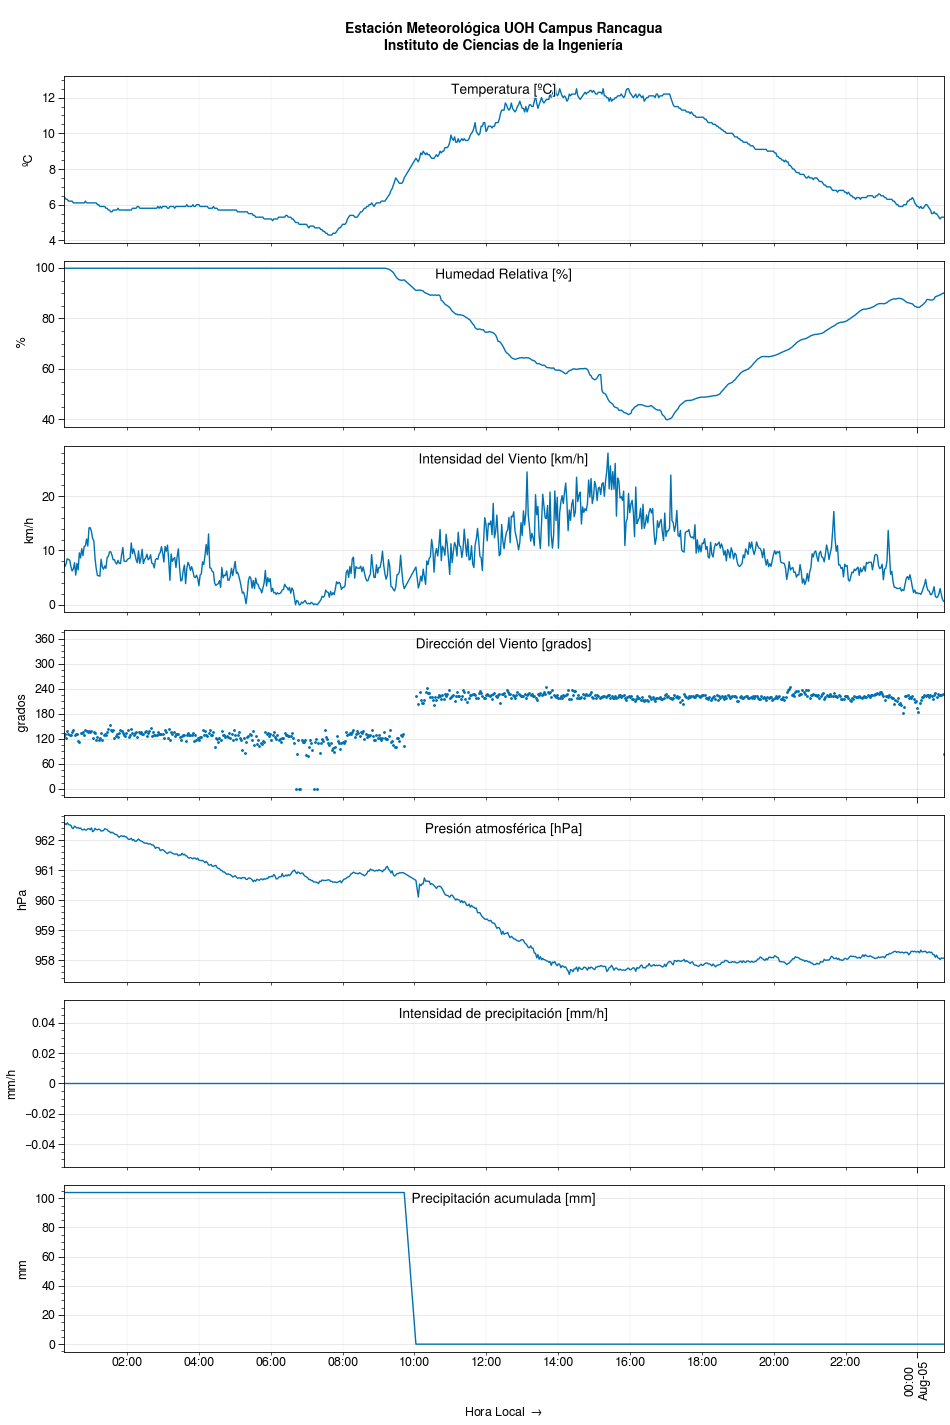 Estación Meteorológica UOH Campus Rancagua
Instituto de Ciencias de la Ingeniería
Temperatura [ºC]
ºC
12
10
8
6
4
Humedad Relativa [%]
%
100
80
60
40
Intensidad del Viento [km/h]
km/h
20
10
0
Dirección del Viento [grados]
grados
360
300
240
180
120
60
0
Presión atmosférica [hPa]
hPa
962
961
960
959
958
Intensidad de precipitación [mm/h]
mm/h
0.04
0.02
0
−0.02
−0.04
Precipitación acumulada [mm]
mm
100
80
60
40
20
0
02:00 04:00 06:00 08:00 10:00 12:00 14:00 16:00 18:00 20:00 22:00 00:00
Aug-05
Hora Local →